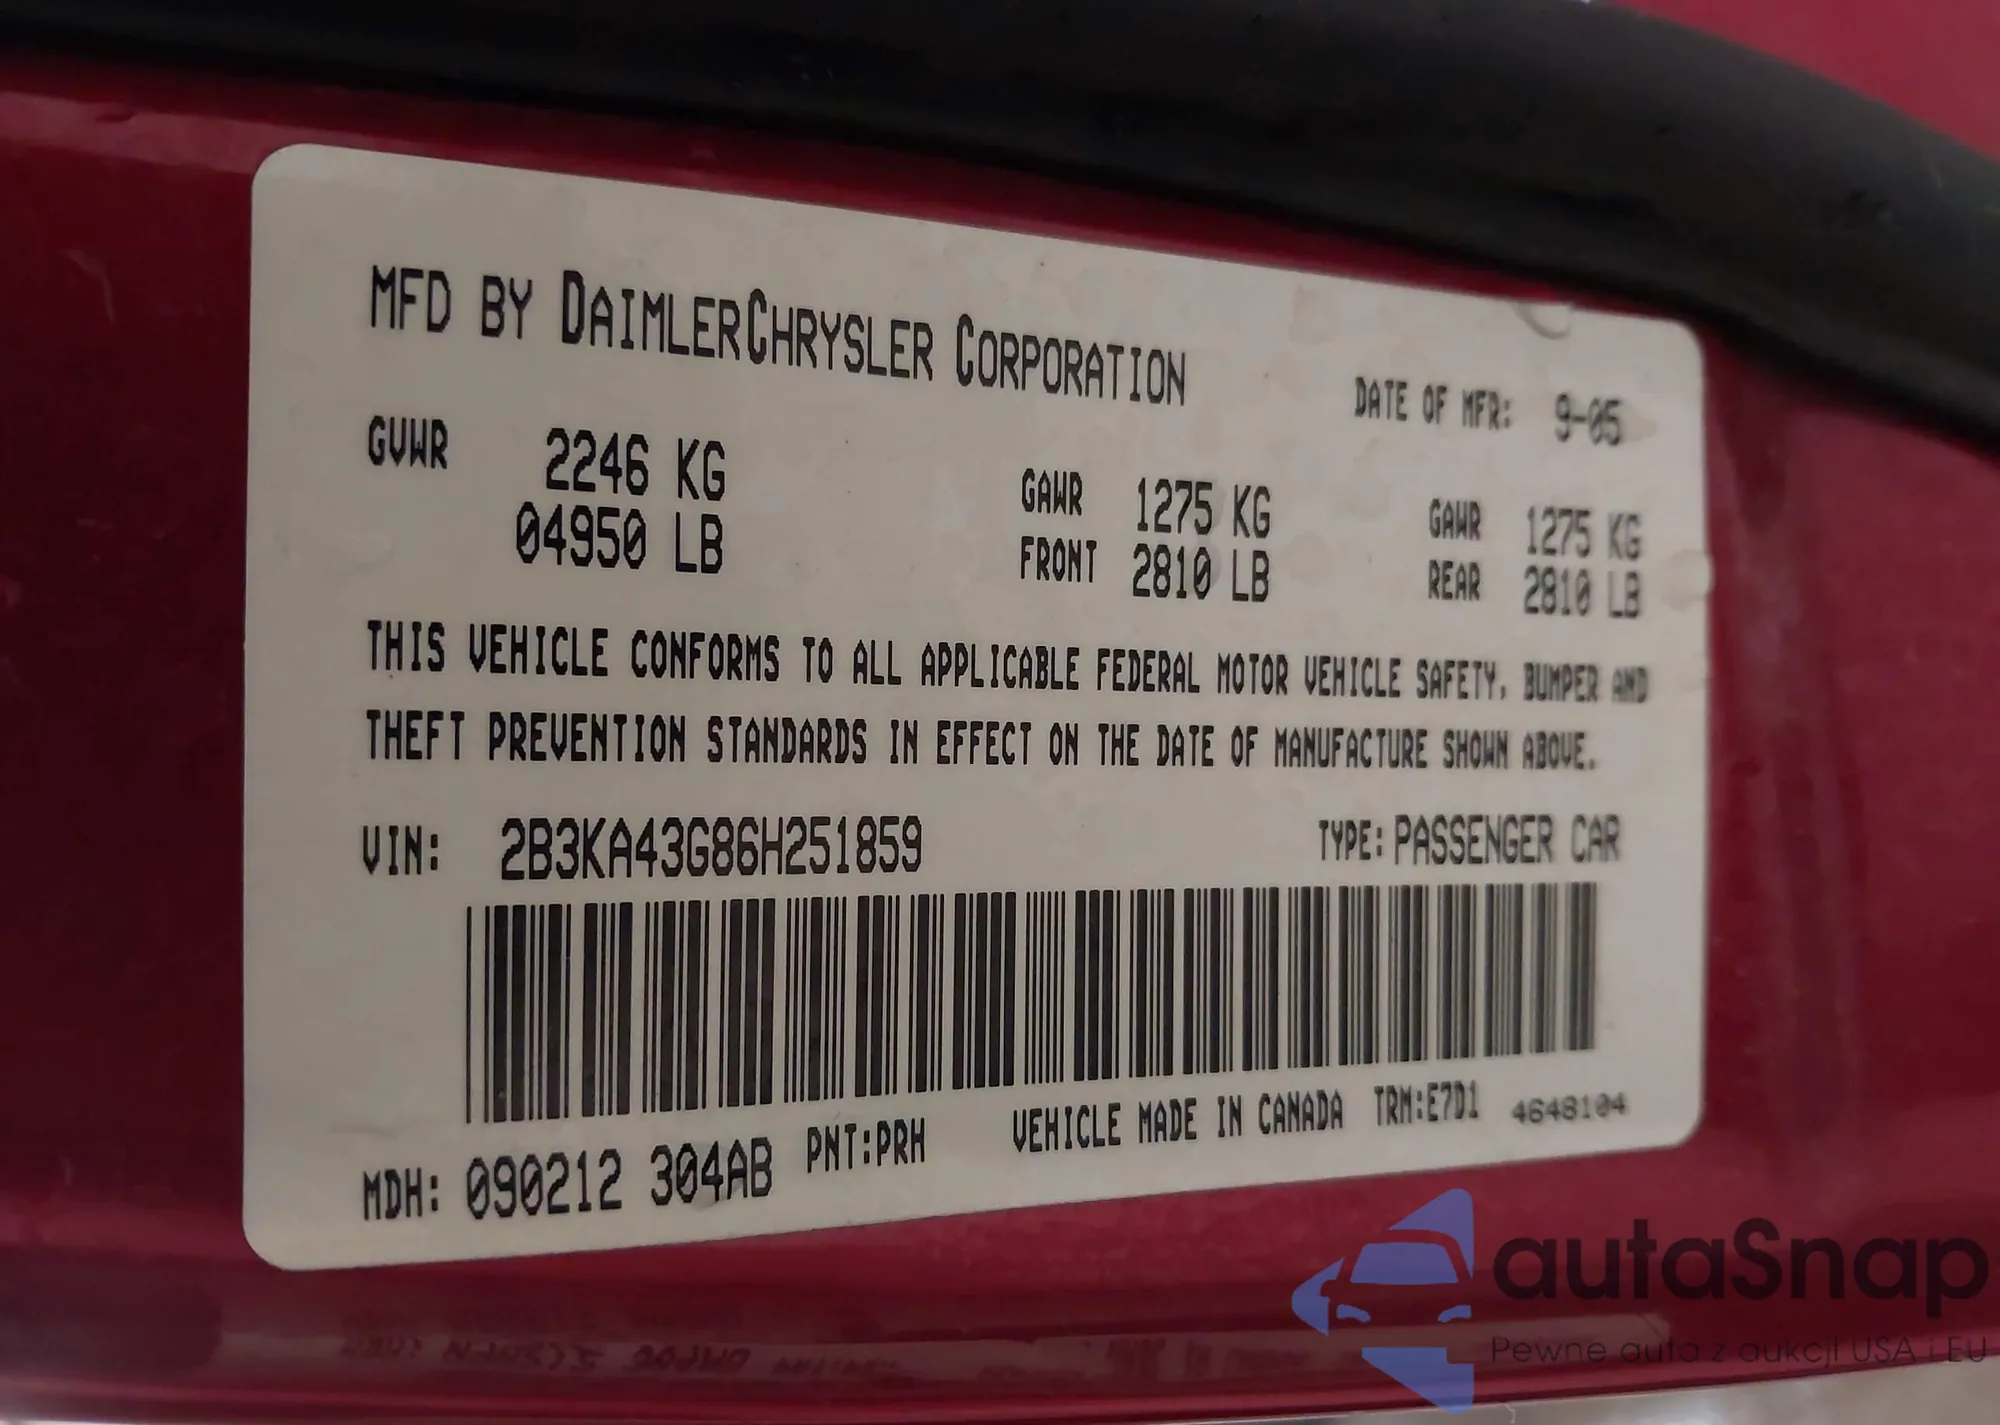 MFD BY DAIMLERCHRYSLER CORPORATION
DATE OF MFR: 9-05
GVWR 2246 KG
04950 LB
GAWR 1275 KG
FRONT 2810 LB
GAWR 1275 KG
REAR 2810 LB
THIS VEHICLE CONFORMS TO ALL APPLICABLE FEDERAL MOTOR VEHICLE SAFETY, BUMPER AND
THEFT PREVENTION STANDARDS IN EFFECT ON THE DATE OF MANUFACTURE SHOWN ABOVE.
VIN: 2B3KA43G86H251859
TYPE: PASSENGER CAR
MDH: 090212 304AB PNT:PRH VEHICLE MADE IN CANADA TRM:E7D1 4648104
autaSnap
Pewne auta z aukcji USA i EU